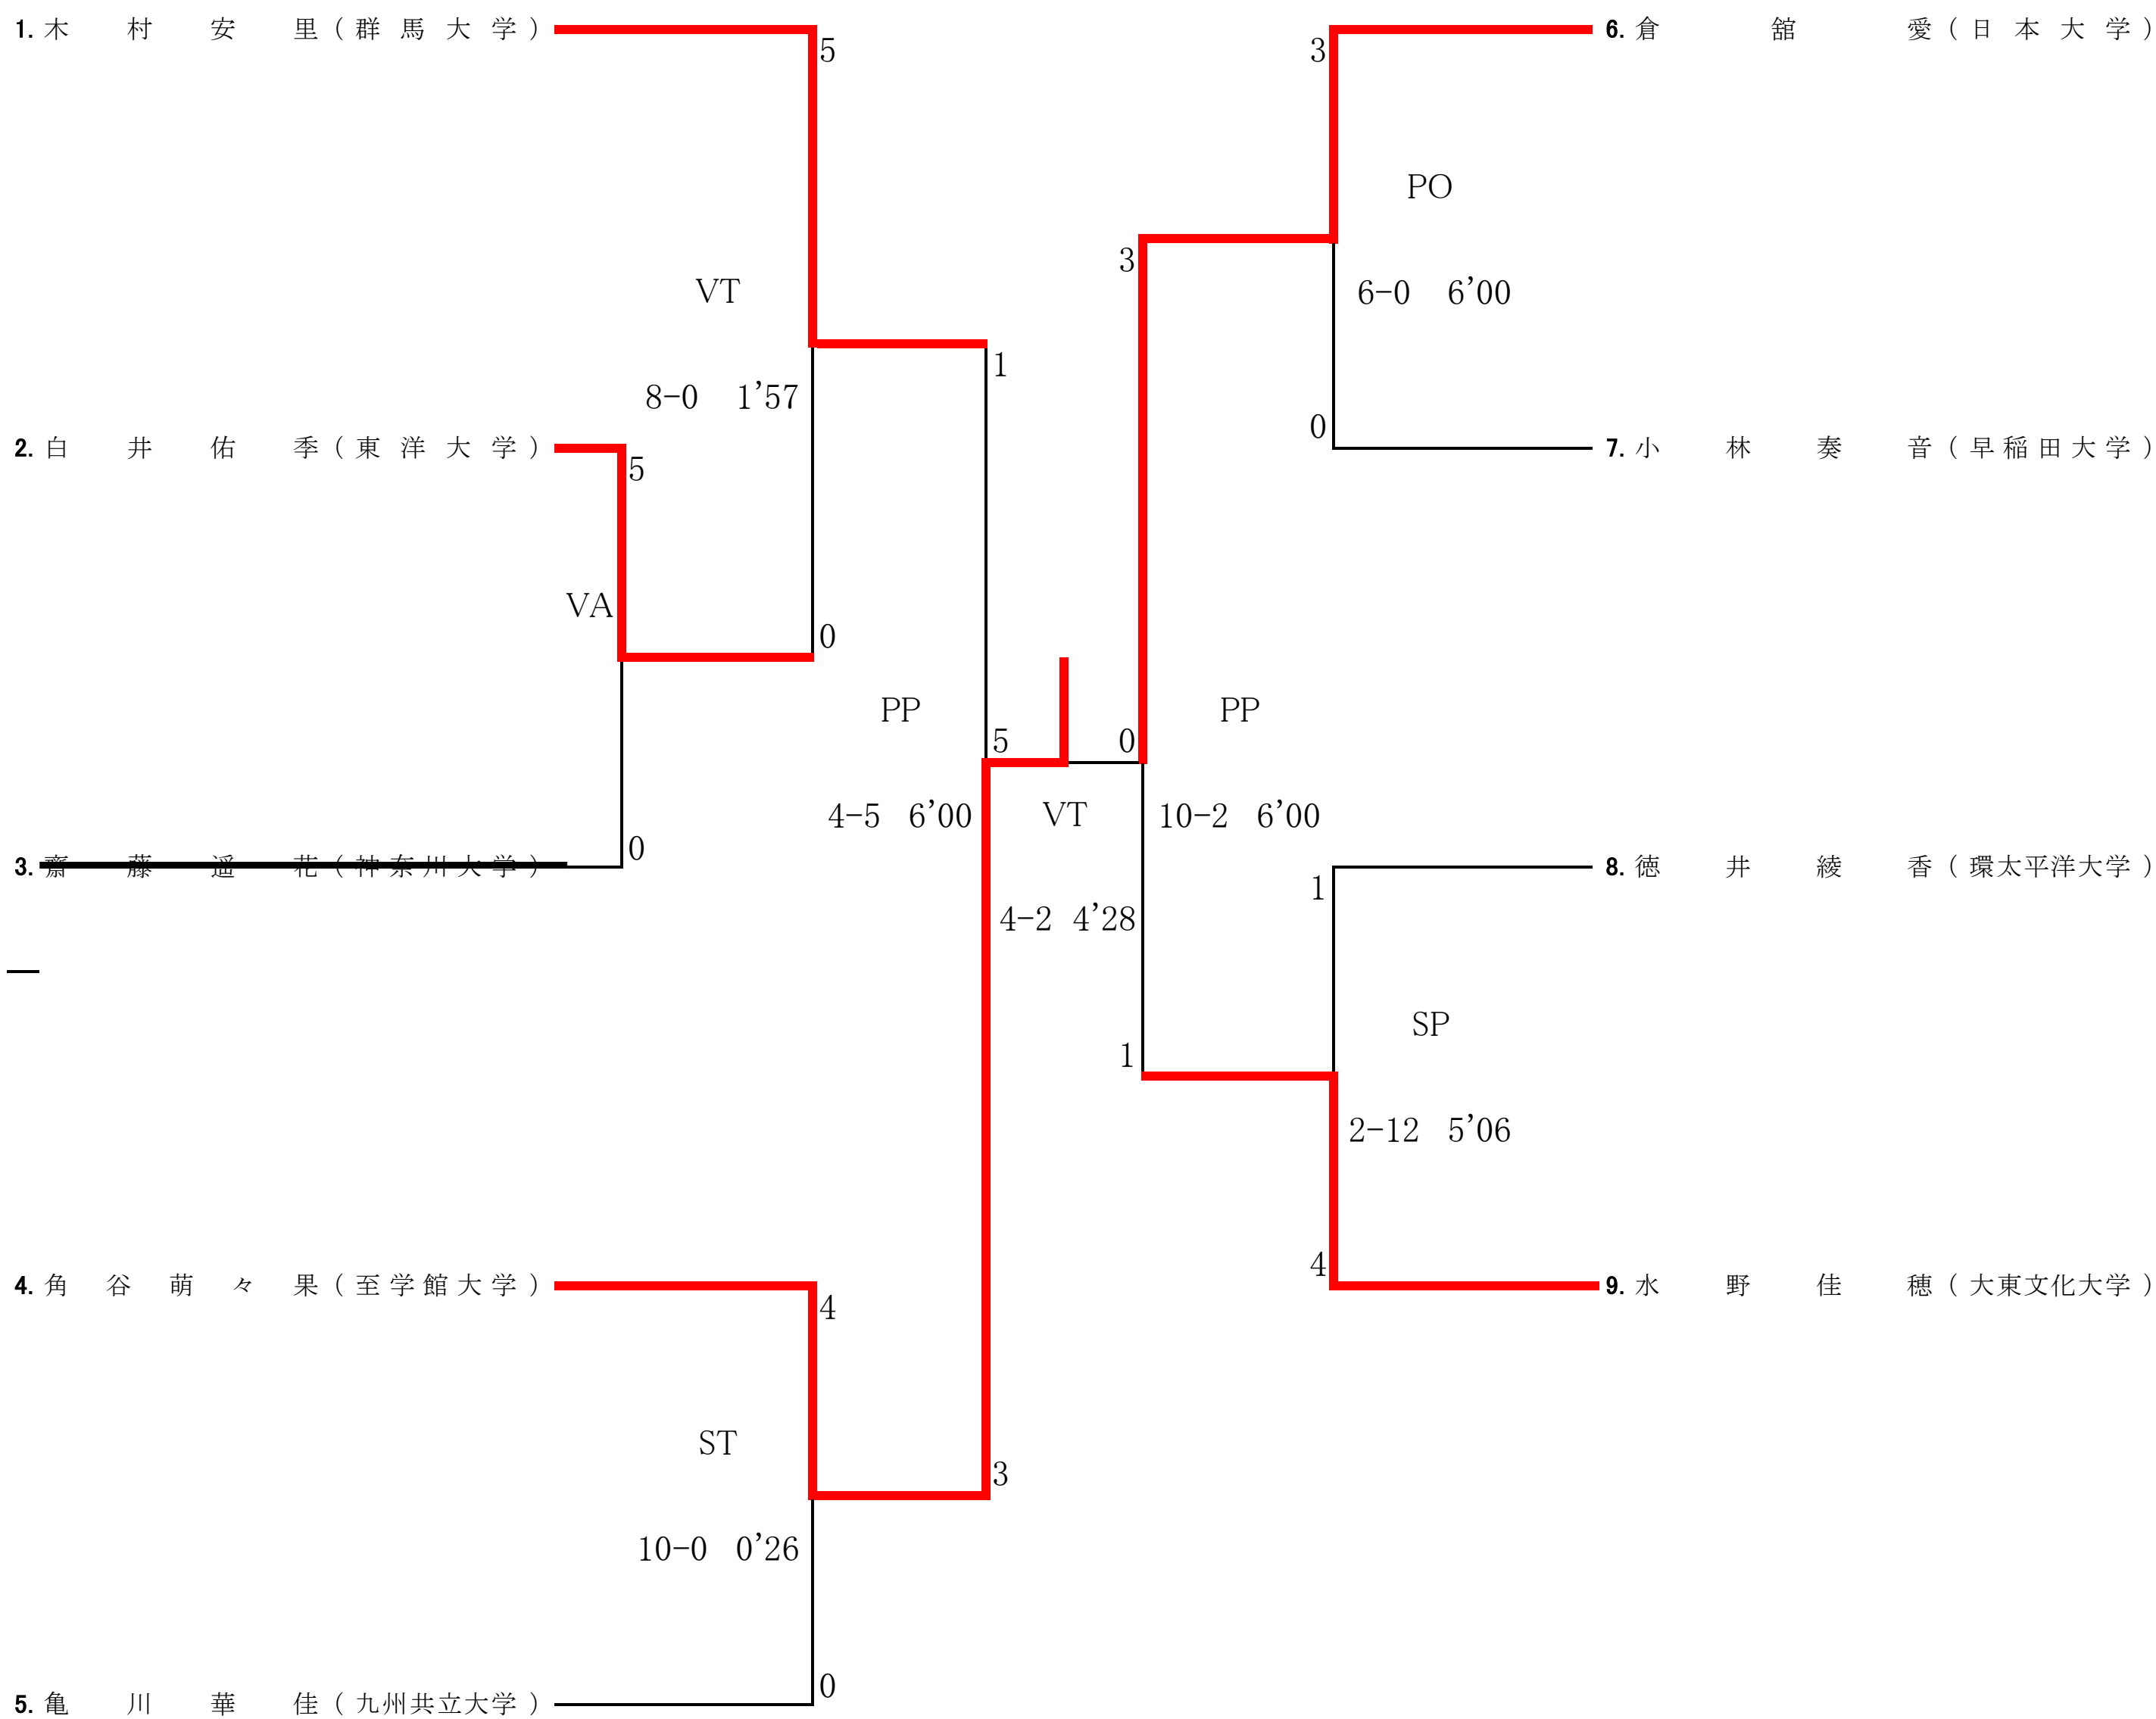 1. 木村安里（群馬大学）
5
VT
8-0 1’57
2. 白井佑季（東洋大学）
5
VA
0
3. 齋藤遥花（神奈川大学）
0
1
PP
4-5 6’00
5
VT
4-2 4’28
0
4. 角谷萌々果（至学館大学）
4
ST
10-0 0’26
3
0
5. 亀川華佳（九州共立大学）
6. 倉舘愛（日本大学）
3
PO
6-0 6’00
3
0
7. 小林奏音（早稲田大学）
PP
10-2 6’00
8. 徳井綾香（環太平洋大学）
1
SP
2-12 5’06
1
4
9. 水野佳穂（大東文化大学）